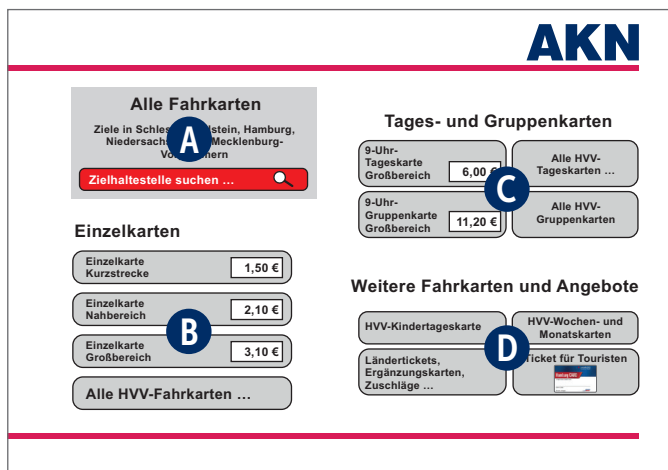 AKN
Alle Fahrkarten
Ziele in Schles stein, Hamburg,
Niedersachs Mecklenburg-
Vo mern
A
Zielhaltestelle suchen ...
Einzelkarten
Einzelkarte
Kurzstrecke
1,50 €
Einzelkarte
Nahbereich
2,10 €
B
Einzelkarte
Großbereich
3,10 €
Alle HVV-Fahrkarten ...
Tages- und Gruppenkarten
9-Uhr-
Tageskarte
Großbereich
6,00
Alle HVV-
Tageskarten ...
C
9-Uhr-
Gruppenkarte
Großbereich
11,20 €
Alle HVV-
Gruppenkarten
Weitere Fahrkarten und Angebote
HVV-Kindertageskarte
HVV-Wochen- und
Monatskarten
D
Ländertickets,
Ergänzungskarten,
Zuschläge ...
Ticket für Touristen